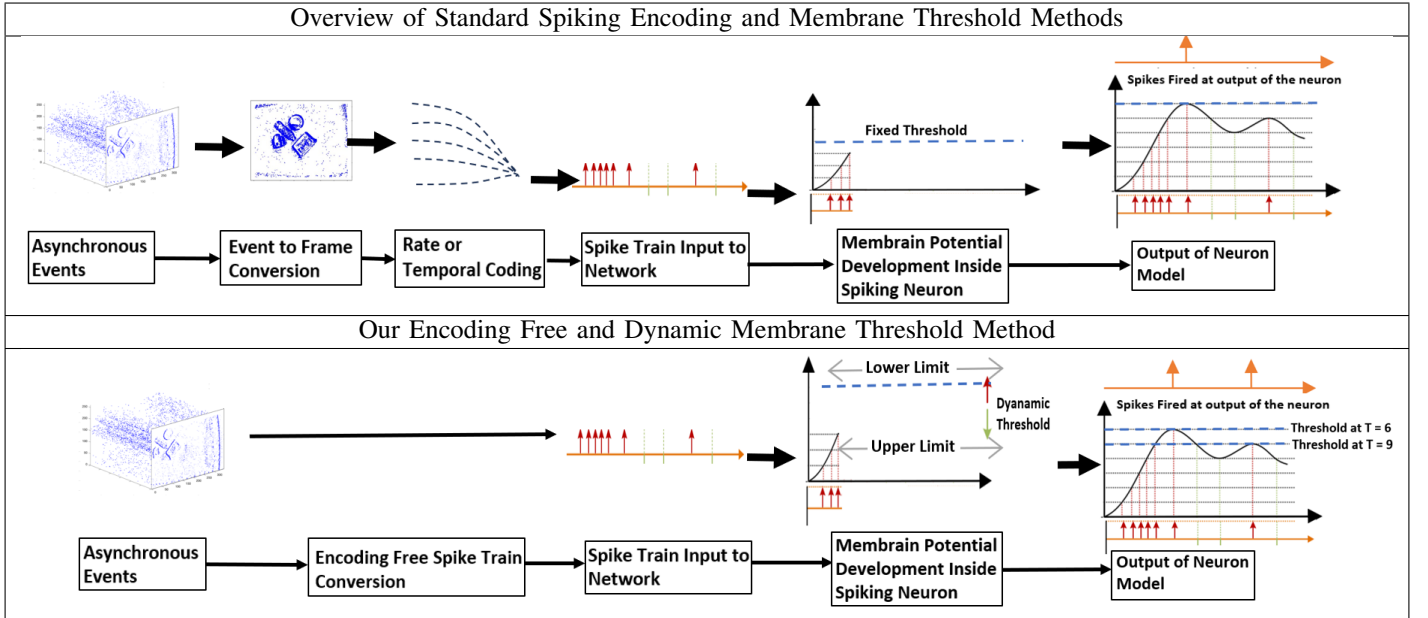 Overview of Standard Spiking Encoding and Membrane Threshold Methods
Spikes Fired at output of the neuron
Fixed Threshold
Asynchronous
Events
Event to Frame
Conversion
Rate or
Temporal Coding
Spike Train Input to
Network
Membrain Potential
Development Inside
Spiking Neuron
Output of Neuron
Model
Our Encoding Free and Dynamic Membrane Threshold Method
Lower Limit
Dyanamic
Threshold
Upper Limit
Spikes Fired at output of the neuron
Threshold at T = 6
Threshold at T = 9
Asynchronous
Events
Encoding Free Spike Train
Conversion
Spike Train Input to
Network
Membrain Potential
Development Inside
Spiking Neuron
Output of Neuron
Model